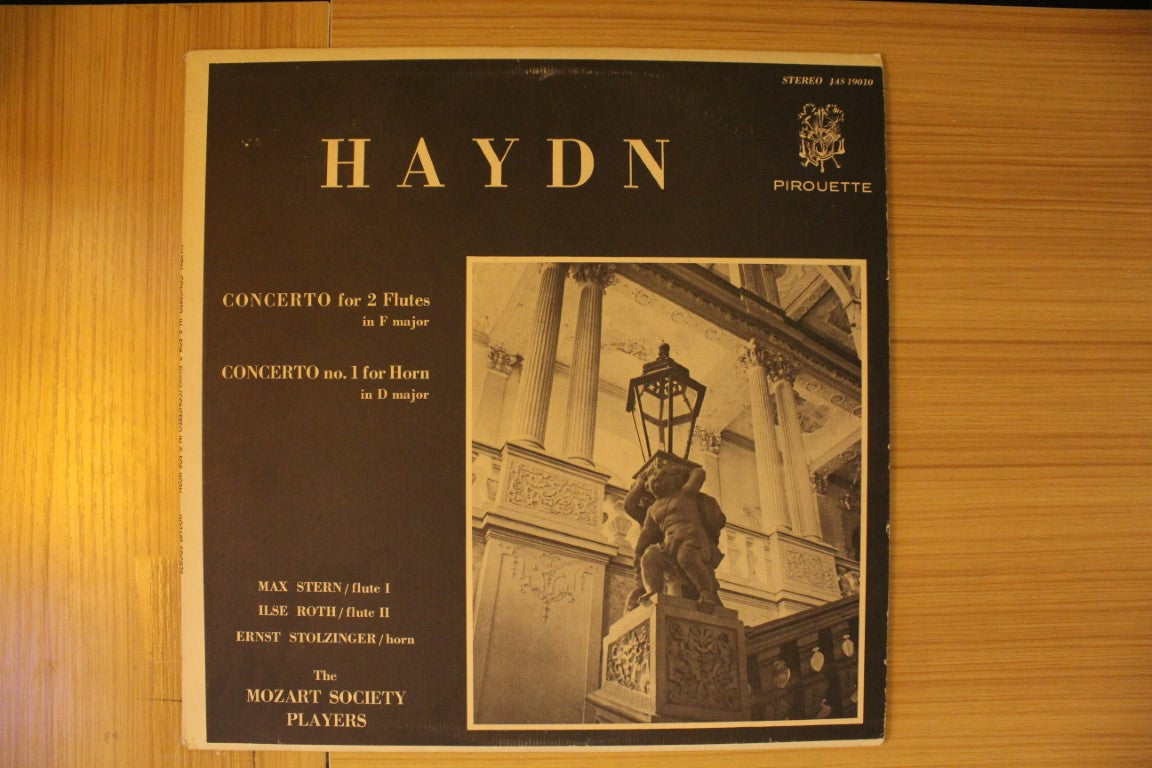 STEREO JAS 19010
HAYDN
PIROUETTE
CONCERTO for 2 Flutes
in F major
CONCERTO no. 1 for Horn
in D major
MAX STERN/flute I
ILSE ROTH/flute II
ERNST STOLZINGER/horn
The
MOZART SOCIETY
PLAYERS